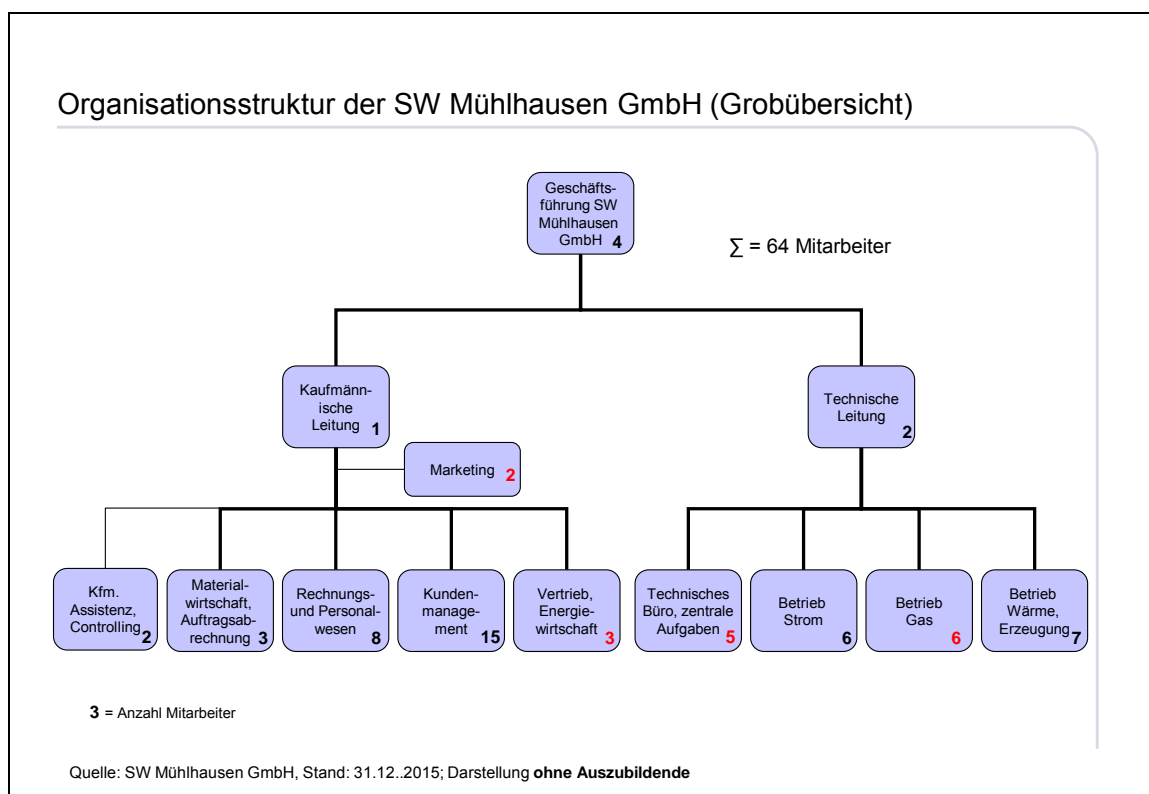 Organisationsstruktur der SW Mühlhausen GmbH (Grobübersicht)
Geschäfts-
führung SW
Mühlhausen
GmbH 4
∑ = 64 Mitarbeiter
Kaufmänn-
ische
Leitung 1
Technische
Leitung
2
Marketing 2
Kfm.
Assistenz,
Controlling 2
Material-
wirtschaft,
Auftragsab-
rechnung 3
Rechnungs-
und Personal-
wesen 8
Kunden-
manage-
ment 15
Vertrieb,
Energie-
wirtschaft 3
Technisches
Büro, zentrale
Aufgaben 5
Betrieb
Strom
6
Betrieb
Gas
6
Betrieb
Wärme,
Erzeugung 7
3 = Anzahl Mitarbeiter
Quelle: SW Mühlhausen GmbH, Stand: 31.12..2015; Darstellung ohne Auszubildende